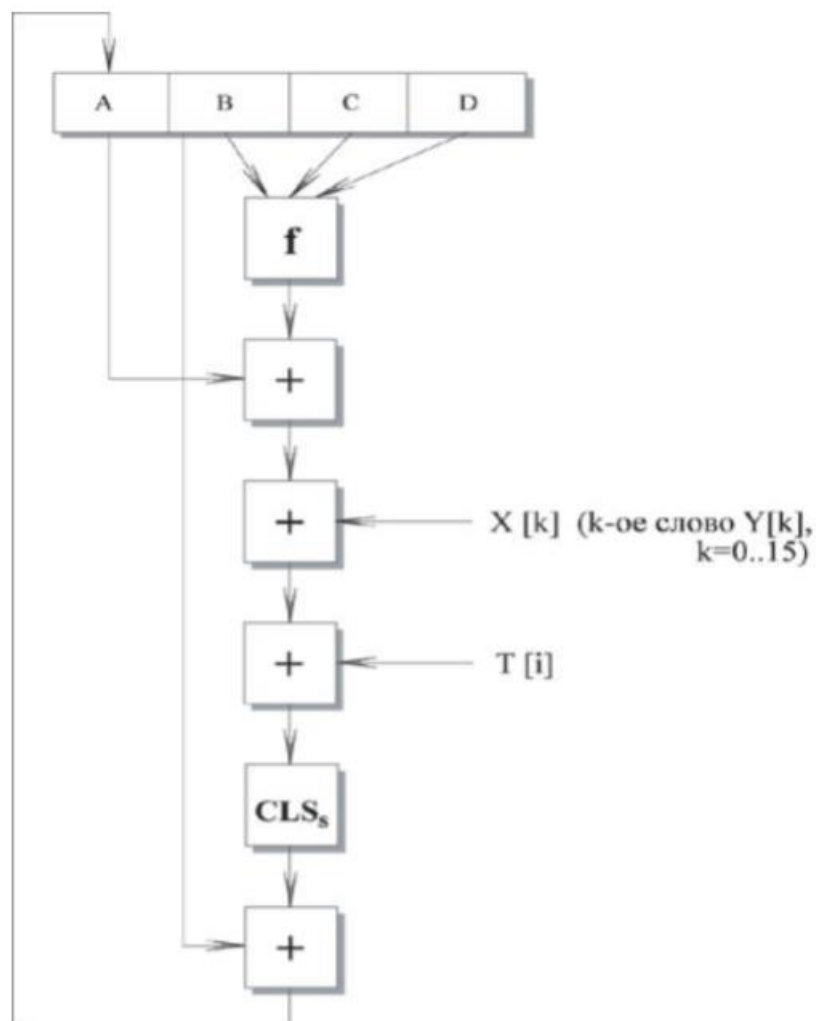 A B C D
f
+
+
X [k] (k-ое слово Y[k],
k=0..15)
+
T [i]
CLSs
+